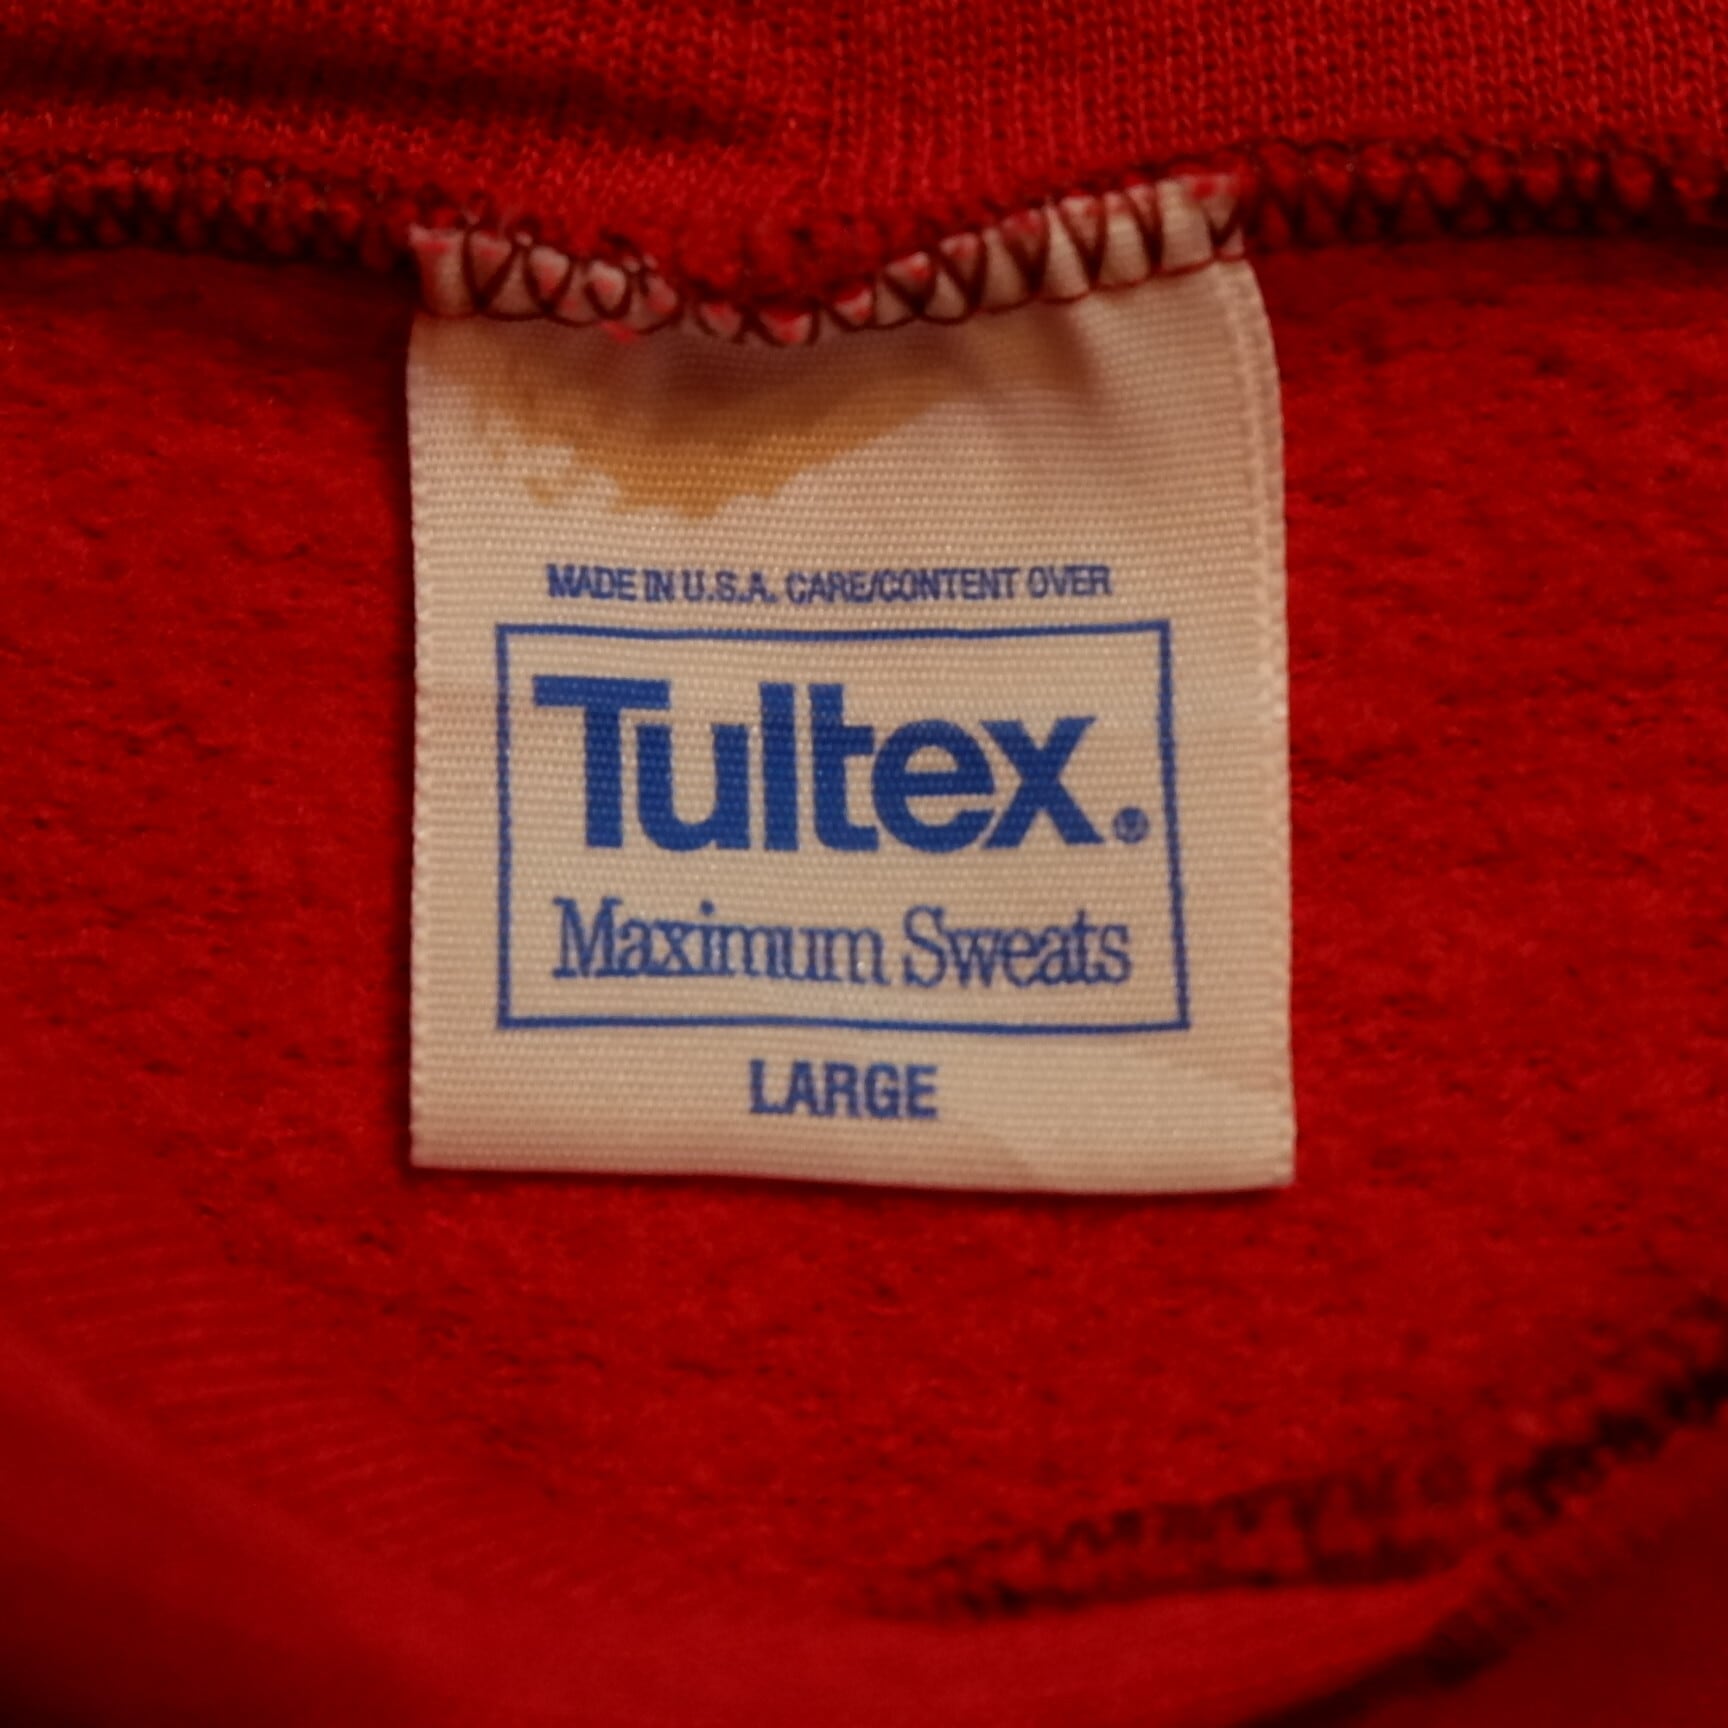 MADE IN U.S.A. CARE/CONTENT OVER
Tultex.®
Maximum Sweats
LARGE